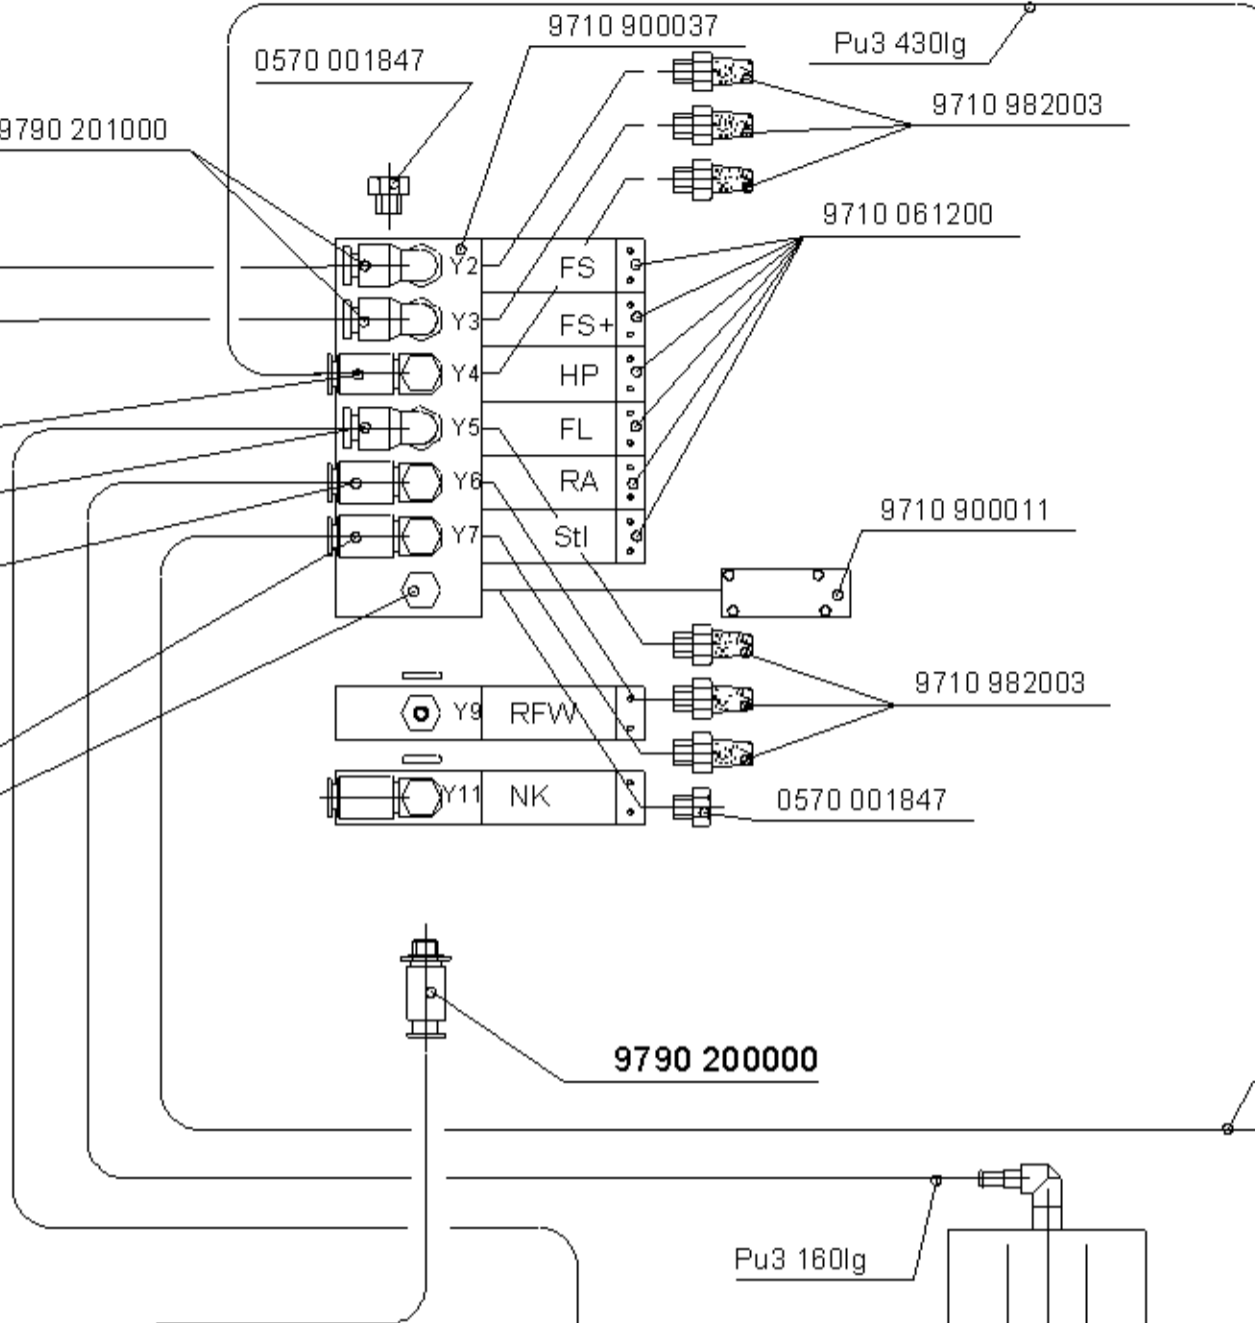 9710 900037
Pu3 430lg
0570 001847
9710 982003
9790 201000
9710 061200
Y2 FS
Y3 FS+
Y4 HP
Y5 FL
Y6 RA
9710 900011
Y7 Stl
9710 982003
Y9 RFW
Y11 NK
0570 001847
9790 200000
Pu3 160lg